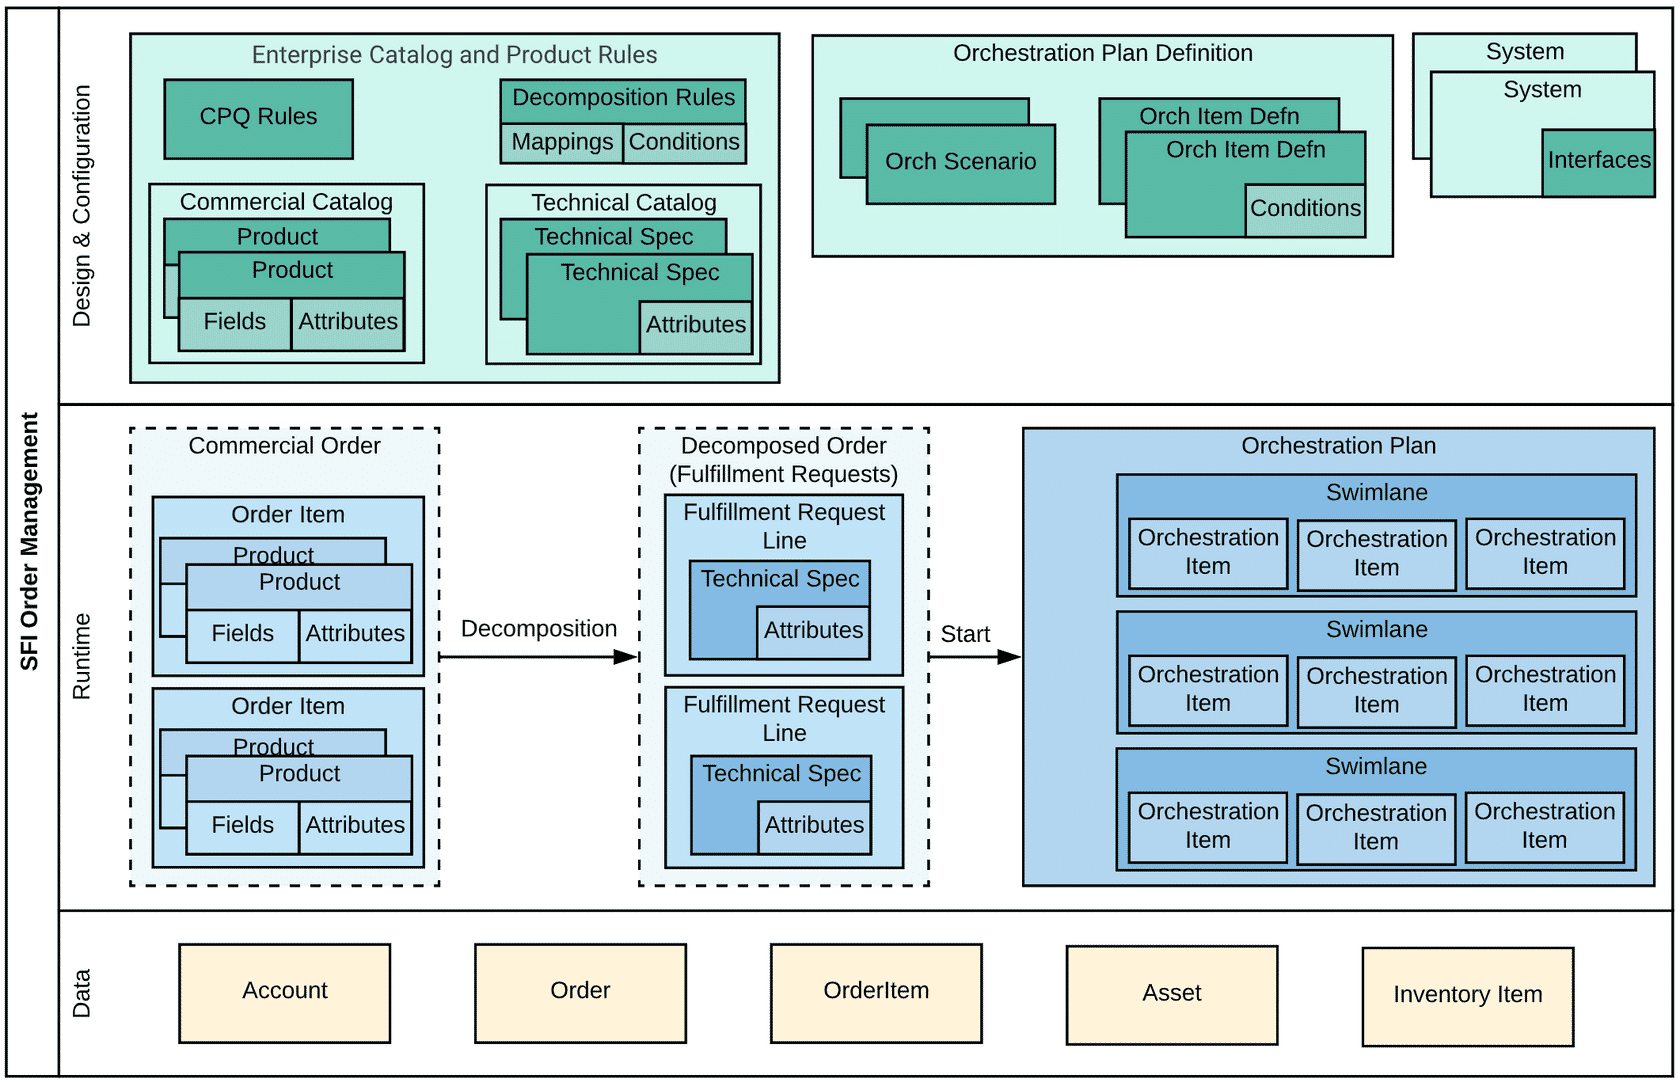 SFI Order Management
Design & Configuration
Enterprise Catalog and Product Rules
CPQ Rules
Decomposition Rules
Mappings
Conditions
Commercial Catalog
Product
Product
Fields
Attributes
Technical Catalog
Technical Spec
Technical Spec
Attributes
Orchestration Plan Definition
Orch Scenario
Orch Item Defn
Orch Item Defn
Conditions
System
System
Interfaces
Runtime
Commercial Order
Order Item
Product
Product
Fields
Attributes
Order Item
Product
Product
Fields
Attributes
Decomposition
Decomposed Order
(Fulfillment Requests)
Fulfillment Request
Line
Technical Spec
Attributes
Fulfillment Request
Line
Technical Spec
Attributes
Start
Orchestration Plan
Swimlane
Orchestration
Item
Orchestration
Item
Orchestration
Item
Swimlane
Orchestration
Item
Orchestration
Item
Orchestration
Item
Swimlane
Orchestration
Item
Orchestration
Item
Orchestration
Item
Data
Account
Order
OrderItem
Asset
Inventory Item